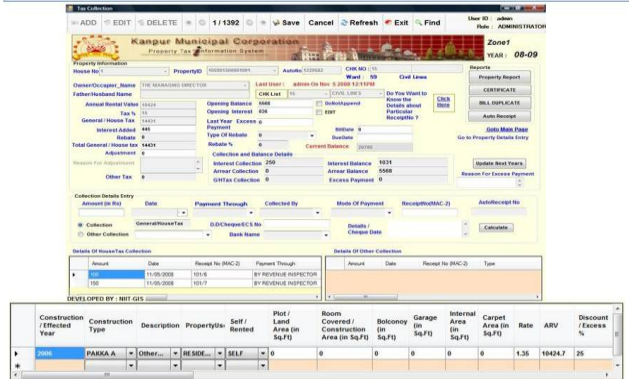 Tax Collection
ADD EDIT DELETE 1 / 1392 Save Cancel Refresh Exit Find
User ID : admin
Role : ADMINISTRATOR
Kanpur Municipal Corporation
Property Tax Information System
Zone1
YEAR : 08-09
Property Information
House No 1 PropertyID AutoNo CHK NO :
Ward : 59 Civil Lines
Owner/Occupier_Name THE MANAGING DIRECTOR Last User : admin On Nov 5 2008 12:11PM
Father/Husband Name CHK List CIVIL LINES
Do You Want to Know the Details about Particular ReceiptNo ? Click Here
Reports
Property Report
CERTIFICATE
BILL DUPLICATE
Auto Receipt
Annual Rental Value Opening Balance 5568 DoNotAppend
Tax % Opening Interest 836 EDIT
General / House Tax 14431 Last Year Excess Payment 0
Interest Added 445 Type Of Rebate 0 BillDate 0
Rebate 0 Rebate % 0 DueDate
Total General / House tax 14431 Current Balance
Goto Main Page
Go to Property Details Entry
Adjustment 0 Collection and Balance Details
Reason For Adjustment Interest Collection 250 Interest Balance 1031
Arrear Collection 0 Arrear Balance 5568
Other Tax 0 GHTax Collection 0 Excess Payment 0
Update Next Years
Reason For Excess Payment
Collection Details Entry
Amount (in Rs) Date Payment Through Collected By Mode Of Payment ReceiptNo(MAC-2) AutoReceipt No
Collection General/HouseTax D.D/Cheque/ECS No Details / Cheque Date Calculate
Other Collection Bank Name
Details Of HouseTax Collection Details Of Other Collection
Amount Date Receipt No (MAC-2) Payment Through Amount Date Receipt No (MAC-2) Type
100 11/05/2008 101/6 BY REVENUE INSPECTOR
150 11/05/2008 101/7 BY REVENUE INSPECTOR
DEVELOPED BY : NIIT-GIS
Construction / Effected Year Construction Type Description PropertyUs Self / Rented Plot / Land Area (in Sq.Ft) Room Covered / Construction Area (in Sq.Ft) Bolconoy (in Sq.Ft) Garage (in Sq.Ft) Internal Area (in Sq.Ft) Carpet Area (in Sq.Ft) Rate ARV Discount / Excess %
2006 PAKKA A Other... RESIDE... SELF 0 0 0 0 0 0 1.35 10424.7 25